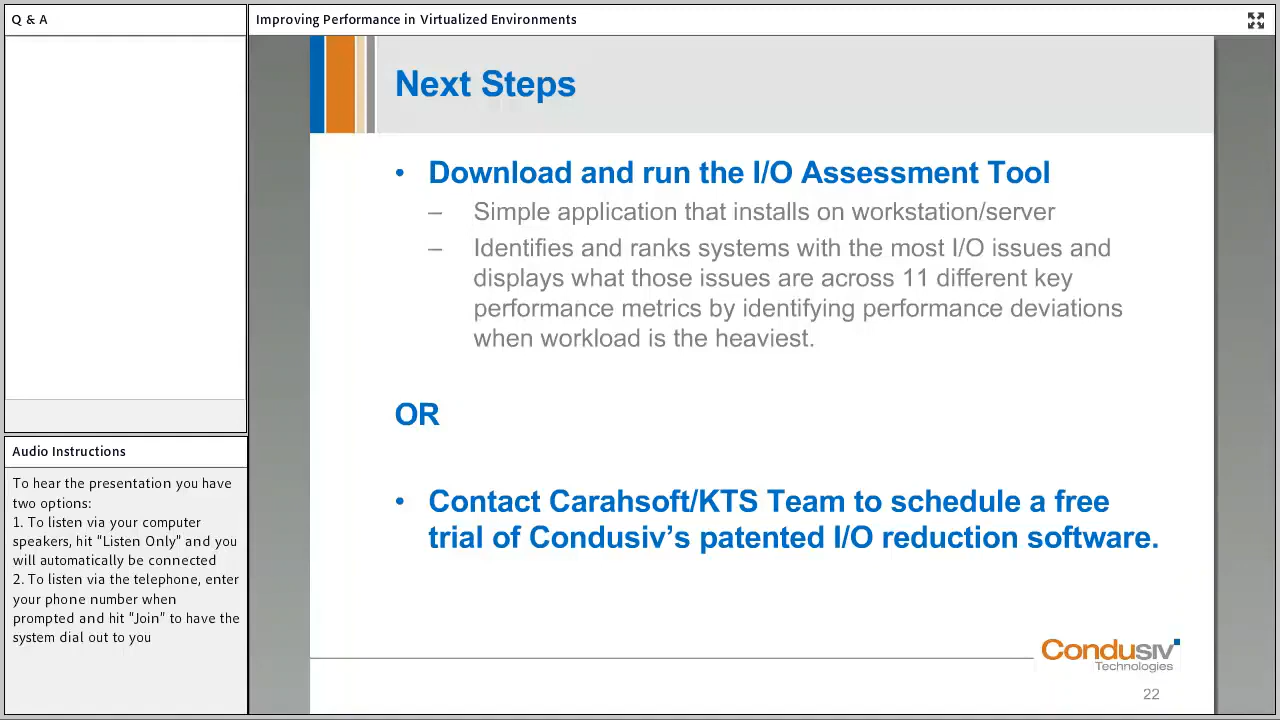 Q & A
Improving Performance in Virtualized Environments
Next Steps
• Download and run the I/O Assessment Tool
– Simple application that installs on workstation/server
– Identifies and ranks systems with the most I/O issues and
displays what those issues are across 11 different key
performance metrics by identifying performance deviations
when workload is the heaviest.
OR
• Contact Carahsoft/KTS Team to schedule a free
trial of Condusiv's patented I/O reduction software.
Condusiv
Technologies
22
Audio Instructions
To hear the presentation you have
two options:
1. To listen via your computer
speakers, hit "Listen Only" and you
will automatically be connected
2. To listen via the telephone, enter
your phone number when
prompted and hit "Join" to have the
system dial out to you